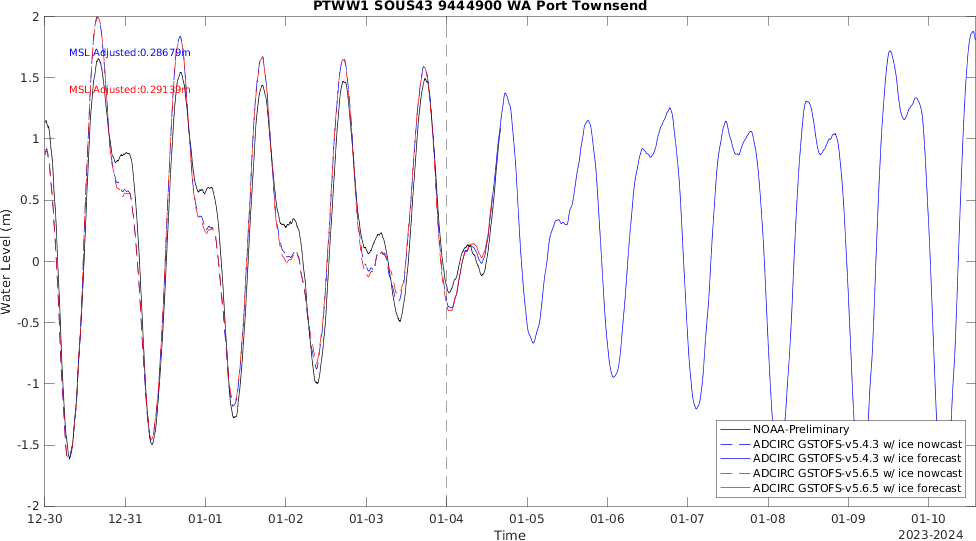 PTWW1 SOUS43 9444900 WA Port Townsend
2
1.5
1
0.5
0
-0.5
-1
-1.5
-2
Water Level (m)
MSL Adjusted:0.28679m
MSL Adjusted:0.29139m
NOAA-Preliminary
ADCIRC GSTOFS-v5.4.3 w/ ice nowcast
ADCIRC GSTOFS-v5.4.3 w/ ice forecast
ADCIRC GSTOFS-v5.6.5 w/ ice nowcast
ADCIRC GSTOFS-v5.6.5 w/ ice forecast
12-30 12-31 01-01 01-02 01-03 01-04 01-05 01-06 01-07 01-08 01-09 01-10
Time
2023-2024